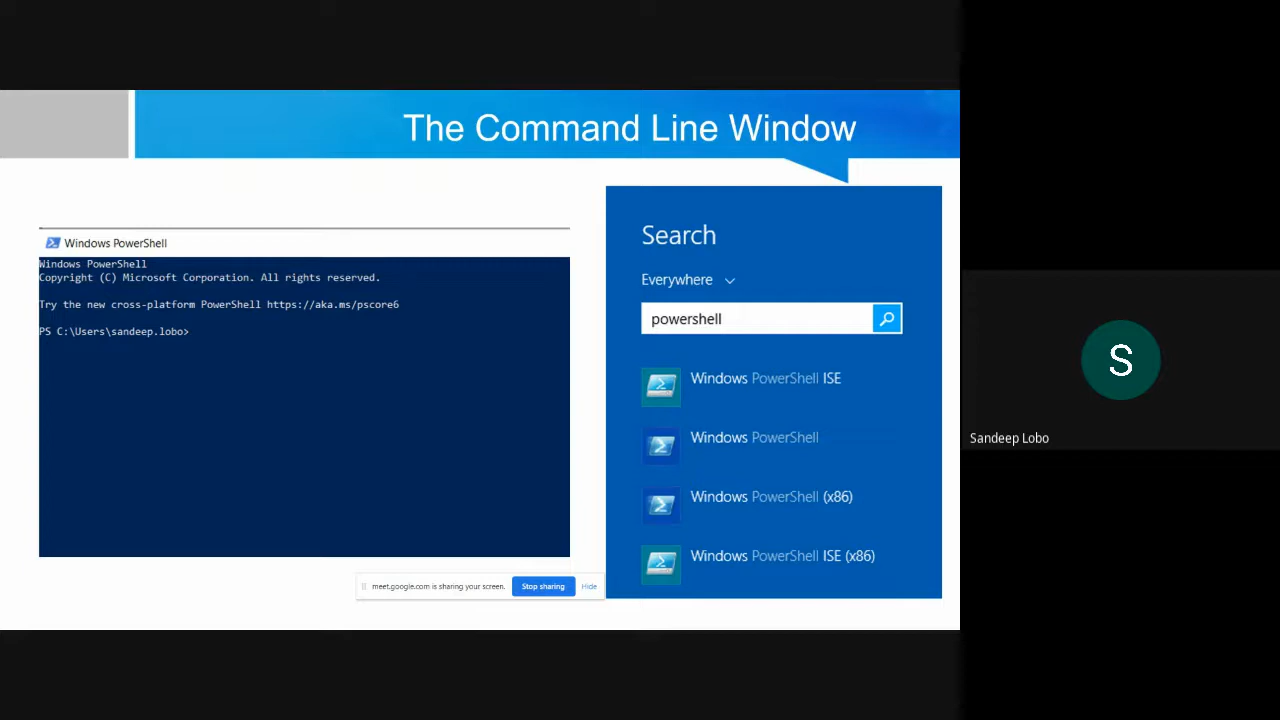 The Command Line Window
Windows PowerShell
Windows PowerShell
Copyright (C) Microsoft Corporation. All rights reserved.
Try the new cross-platform PowerShell https://aka.ms/pscore6
PS C:\Users\sandeep.lobo>
Search
Everywhere
powershell
Windows PowerShell ISE
Windows PowerShell
Windows PowerShell (x86)
Windows PowerShell ISE (x86)
meet.google.com is sharing your screen. Stop sharing Hide
S
Sandeep Lobo